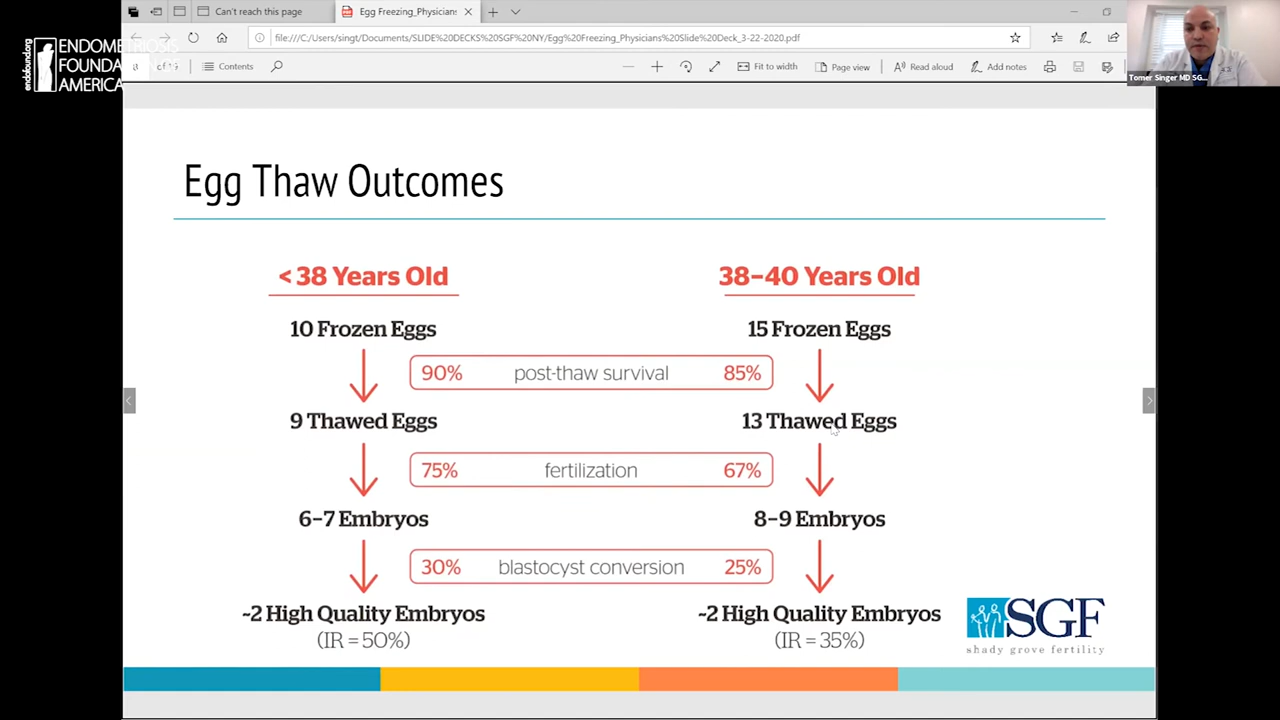 Can't reach this page
Egg Freezing_Physicians
file:///C:/Users/singt/Documents/SLIDE%20DECKS%20SGF%20NY/Egg%20Freezing_Physicians%20Slide%20Deck_3-22-2020.pdf
endofound.org
ENDOMETRIOSIS
FOUNDATION
AMERICA
Contents
Fit to width
Page view
Read aloud
Add notes
Tomer Singer MD SG...
Egg Thaw Outcomes
< 38 Years Old
38–40 Years Old
10 Frozen Eggs
15 Frozen Eggs
90% post-thaw survival 85%
9 Thawed Eggs
13 Thawed Eggs
75% fertilization 67%
6–7 Embryos
8–9 Embryos
30% blastocyst conversion 25%
~2 High Quality Embryos
(IR = 50%)
~2 High Quality Embryos
(IR = 35%)
SGF
shady grove fertility